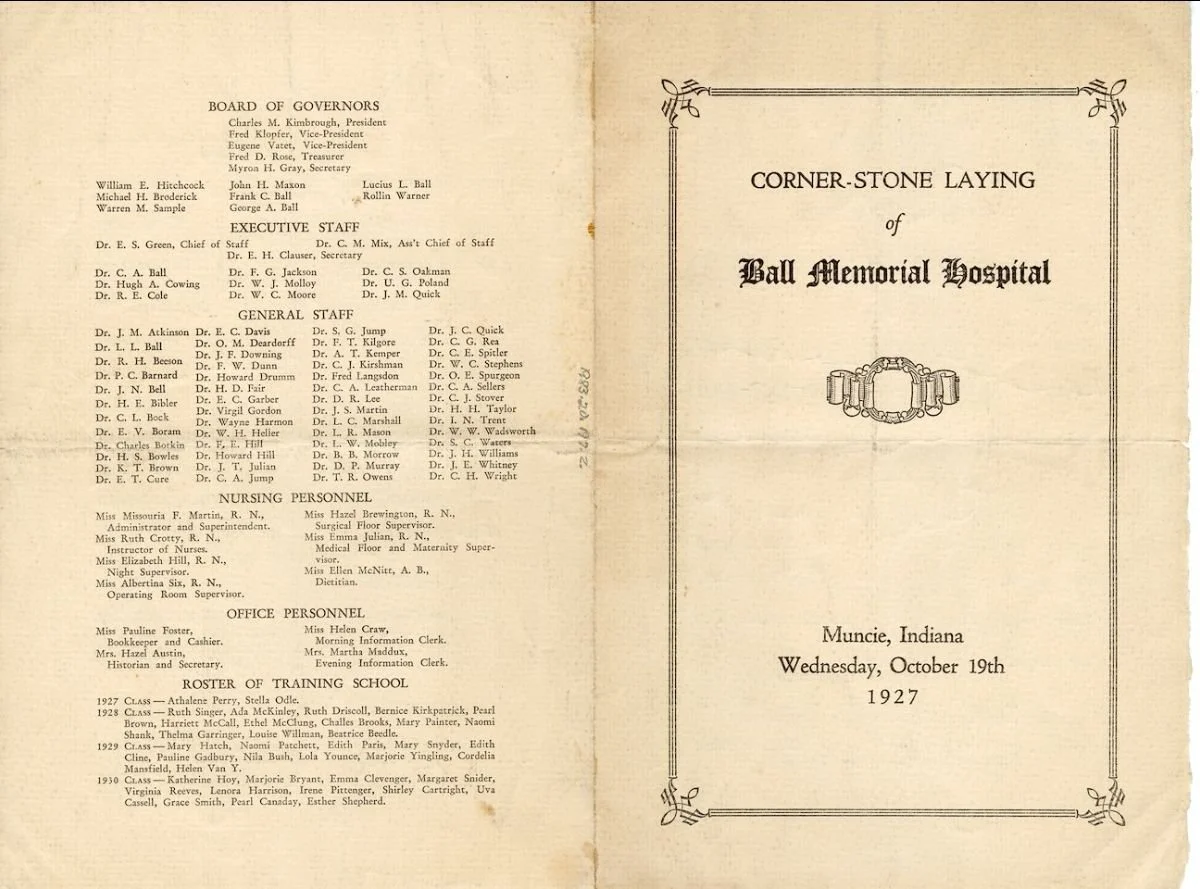 BOARD OF GOVERNORS
Charles M. Kimbrough, President
Fred Klopfer, Vice-President
Eugene Vatet, Vice-President
Fred D. Rose, Treasurer
Myron H. Gray, Secretary
William E. Hitchcock John H. Maxon Lucius L. Ball
Michael H. Broderick Frank C. Ball Rollin Warner
Warren M. Sample George A. Ball
EXECUTIVE STAFF
Dr. E. S. Green, Chief of Staff Dr. C. M. Mix, Ass't Chief of Staff
Dr. E. H. Clauser, Secretary
Dr. C. A. Ball Dr. F. G. Jackson Dr. C. S. Oakman
Dr. Hugh A. Cowing Dr. W. J. Molloy Dr. U. G. Poland
Dr. R. E. Cole Dr. W. C. Moore Dr. J. M. Quick
GENERAL STAFF
Dr. J. M. Atkinson
Dr. L. L. Ball
Dr. R. H. Beeson
Dr. P. C. Barnard
Dr. J. N. Bell
Dr. H. E. Bibler
Dr. C. L. Bock
Dr. E. V. Boram
Dr. Charles Botkin
Dr. H. S. Bowles
Dr. K. T. Brown
Dr. E. T. Cure
Dr. E. C. Davis
Dr. O. M. Deardorff
Dr. J. F. Downing
Dr. F. W. Dunn
Dr. Howard Drumm
Dr. H. D. Fair
Dr. E. C. Garber
Dr. Virgil Gordon
Dr. Wayne Harmon
Dr. W. H. Heller
Dr. F. E. Hill
Dr. Howard Hill
Dr. J. T. Julian
Dr. C. A. Jump
Dr. S. G. Jump
Dr. F. T. Kilgore
Dr. A. T. Kemper
Dr. C. J. Kirshman
Dr. Fred Langsdon
Dr. C. A. Leatherman
Dr. D. R. Lee
Dr. J. S. Martin
Dr. L. C. Marshall
Dr. L. R. Mason
Dr. L. W. Mobley
Dr. B. B. Morrow
Dr. D. P. Murray
Dr. T. R. Owens
Dr. J. C. Quick
Dr. C. G. Rea
Dr. C. E. Spitler
Dr. W. C. Stephens
Dr. O. E. Spurgeon
Dr. C. A. Sellers
Dr. C. J. Stover
Dr. H. H. Taylor
Dr. I. N. Trent
Dr. W. W. Wadsworth
Dr. S. C. Waters
Dr. J. H. Williams
Dr. J. E. Whitney
Dr. C. H. Wright
NURSING PERSONNEL
Miss Missouria F. Martin, R. N.,
Administrator and Superintendent.
Miss Ruth Crotty, R. N.,
Instructor of Nurses.
Miss Elizabeth Hill, R. N.,
Night Supervisor.
Miss Albertina Six, R. N.,
Operating Room Supervisor.
Miss Hazel Brewington, R. N.,
Surgical Floor Supervisor.
Miss Emma Julian, R. N.,
Medical Floor and Maternity Super-
visor.
Miss Ellen McNitt, A. B.,
Dietitian.
OFFICE PERSONNEL
Miss Pauline Foster,
Bookkeeper and Cashier.
Mrs. Hazel Austin,
Historian and Secretary.
Miss Helen Craw,
Morning Information Clerk.
Mrs. Martha Maddux,
Evening Information Clerk.
ROSTER OF TRAINING SCHOOL
1927 CLASS — Athalene Perry, Stella Odle.
1928 CLASS — Ruth Singer, Ada McKinley, Ruth Driscoll, Bernice Kirkpatrick, Pearl
Brown, Harriett McCall, Ethel McClung, Challes Brooks, Mary Painter, Naomi
Shank, Thelma Garringer, Louise Willman, Beatrice Beedle.
1929 CLASS — Mary Hatch, Naomi Patchett, Edith Paris, Mary Snyder, Edith
Cline, Pauline Gadbury, Nila Bush, Lola Younce, Marjorie Yingling, Cordelia
Mansfield, Helen Van Y.
1930 CLASS — Katherine Hoy, Marjorie Bryant, Emma Clevenger, Margaret Snider,
Virginia Reeves, Lenora Harrison, Irene Pittenger, Shirley Cartright, Uva
Cassell, Grace Smith, Pearl Canaday, Esther Shepherd.
CORNER-STONE LAYING
of
Ball Memorial Hospital
Muncie, Indiana
Wednesday, October 19th
1927